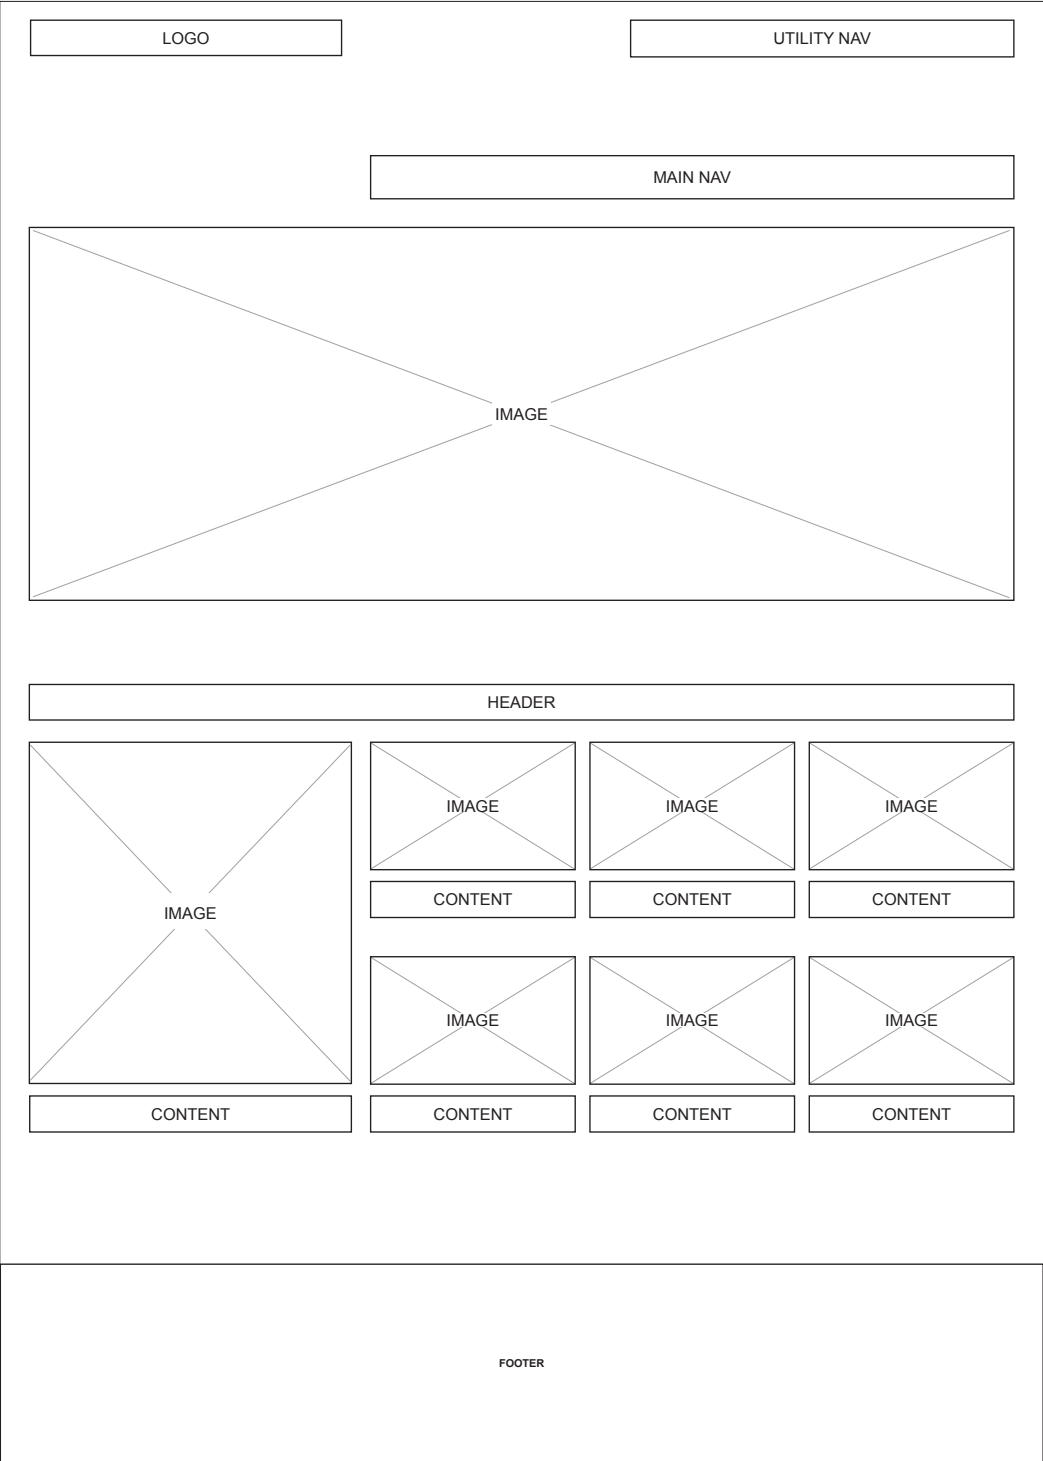 LOGO
UTILITY NAV
MAIN NAV
IMAGE
HEADER
IMAGE
CONTENT
IMAGE
IMAGE
IMAGE
CONTENT
CONTENT
CONTENT
IMAGE
IMAGE
IMAGE
CONTENT
CONTENT
CONTENT
FOOTER